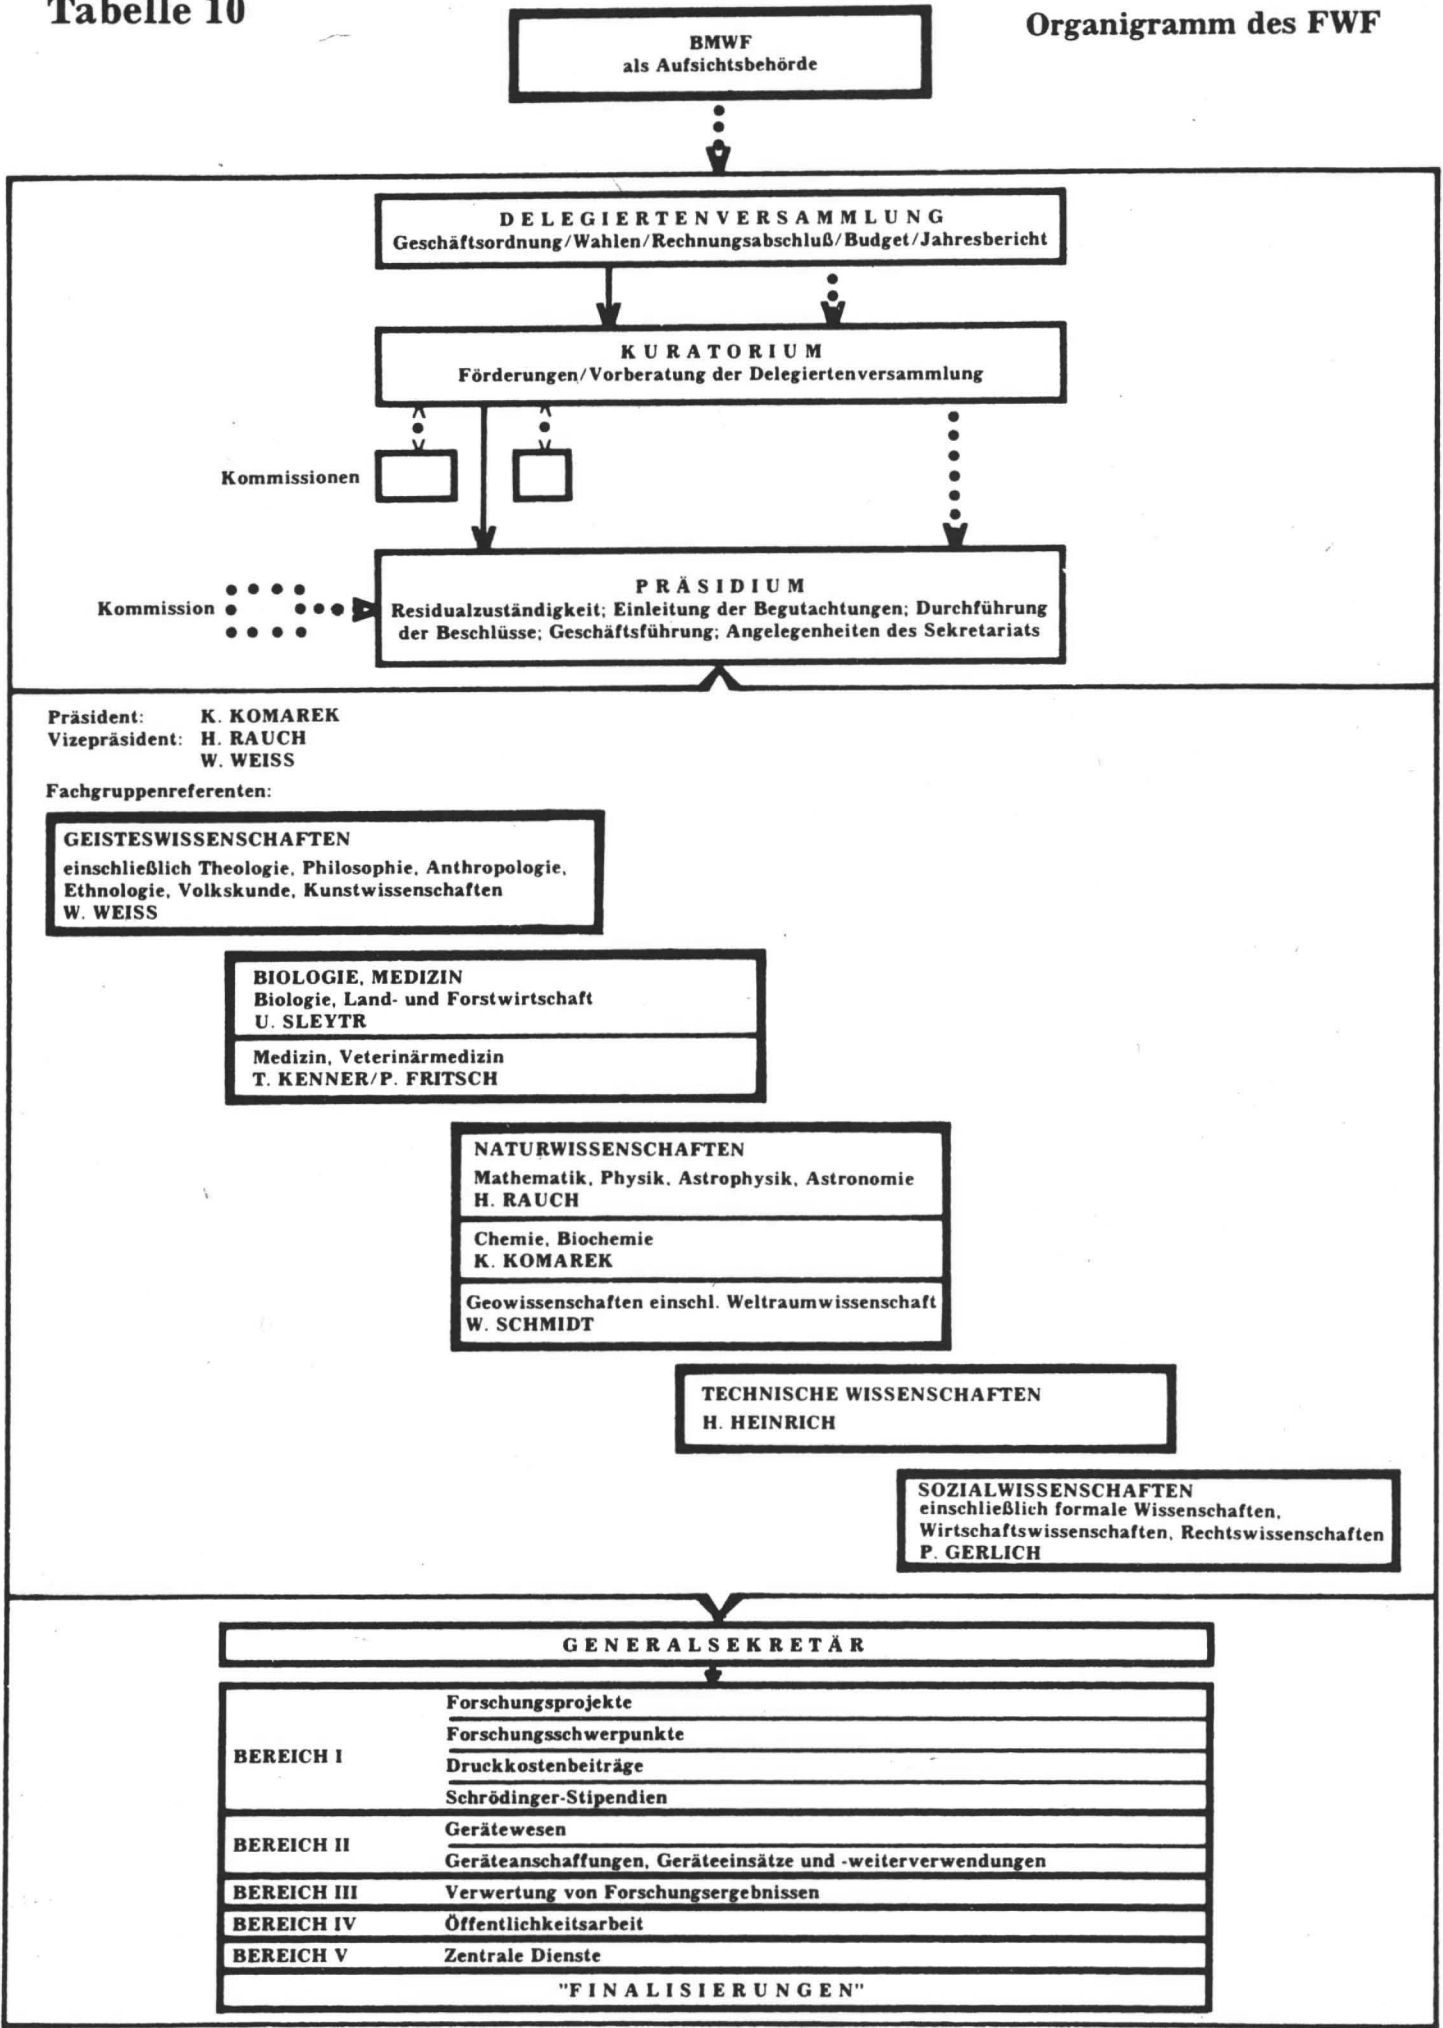 Tabelle 10
Organigramm des FWF
BMWF
als Aufsichtsbehörde
DELEGIERTENVERSAMMLUNG
Geschäftsordnung/Wahlen/Rechnungsabschluß/Budget/Jahresbericht
KURATORIUM
Förderungen/Vorberatung der Delegiertenversammlung
Kommissionen
PRÄSIDIUM
Kommission
Residualzuständigkeit; Einleitung der Begutachtungen; Durchführung
der Beschlüsse; Geschäftsführung; Angelegenheiten des Sekretariats
Präsident: K. KOMAREK
Vizepräsident: H. RAUCH
W. WEISS
Fachgruppenreferenten:
GEISTESWISSENSCHAFTEN
einschließlich Theologie, Philosophie, Anthropologie,
Ethnologie, Volkskunde, Kunstwissenschaften
W. WEISS
BIOLOGIE, MEDIZIN
Biologie, Land- und Forstwirtschaft
U. SLEYTR
Medizin, Veterinärmedizin
T. KENNER/P. FRITSCH
NATURWISSENSCHAFTEN
Mathematik, Physik, Astrophysik, Astronomie
H. RAUCH
Chemie, Biochemie
K. KOMAREK
Geowissenschaften einschl. Weltraumwissenschaft
W. SCHMIDT
TECHNISCHE WISSENSCHAFTEN
H. HEINRICH
SOZIALWISSENSCHAFTEN
einschließlich formale Wissenschaften,
Wirtschaftswissenschaften, Rechtswissenschaften
P. GERLICH
GENERALSEKRETÄR
BEREICH I
Forschungsprojekte
Forschungsschwerpunkte
Druckkostenbeiträge
Schrödinger-Stipendien
BEREICH II
Gerätewesen
Geräteanschaffungen, Geräteeinsätze und -weiterverwendungen
BEREICH III Verwertung von Forschungsergebnissen
BEREICH IV Öffentlichkeitsarbeit
BEREICH V Zentrale Dienste
"FINALISIERUNGEN"